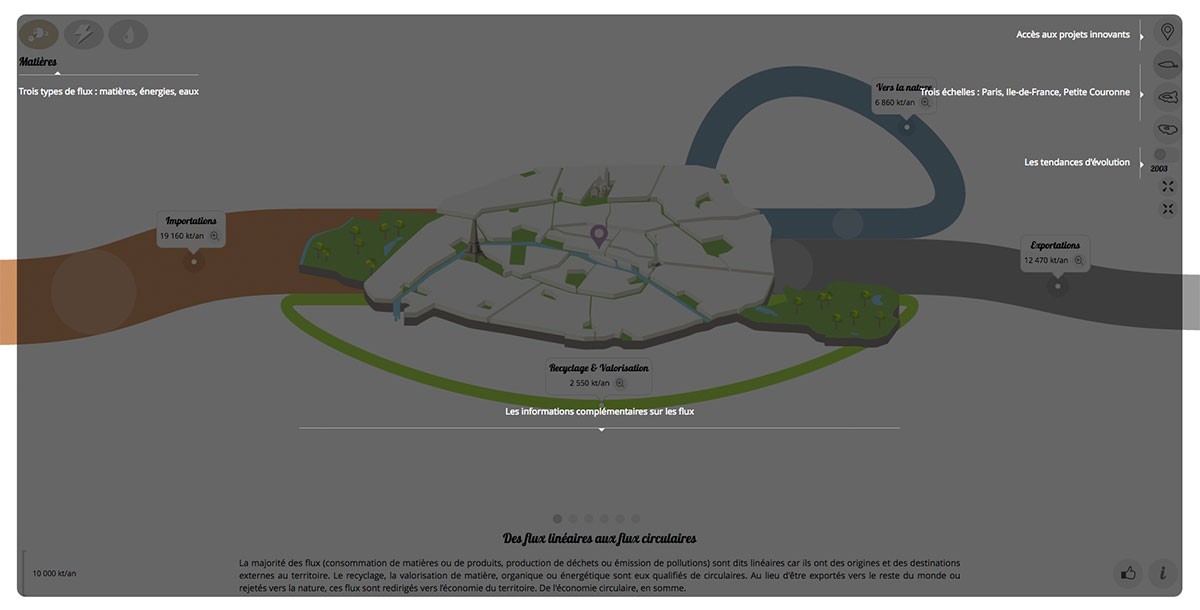 Matières
Trois types de flux : matières, énergies, eaux
Accès aux projets innovants
Vers la nature
6 860 kt/an
Trois échelles : Paris, Ile-de-France, Petite Couronne
Les tendances d'évolution
2003
Importations
19 160 kt/an
Exportations
12 470 kt/an
Recyclage & Valorisation
2 550 kt/an
Les informations complémentaires sur les flux
Des flux linéaires aux flux circulaires
La majorité des flux (consommation de matières ou de produits, production de déchets ou émission de pollutions) sont dits linéaires car ils ont des origines et des destinations
externes au territoire. Le recyclage, la valorisation de matière, organique ou énergétique sont eux qualifiés de circulaires. Au lieu d'être exportés vers le reste du monde ou
rejetés vers la nature, ces flux sont redirigés vers l'économie du territoire. De l'économie circulaire, en somme.
10 000 kt/an
i